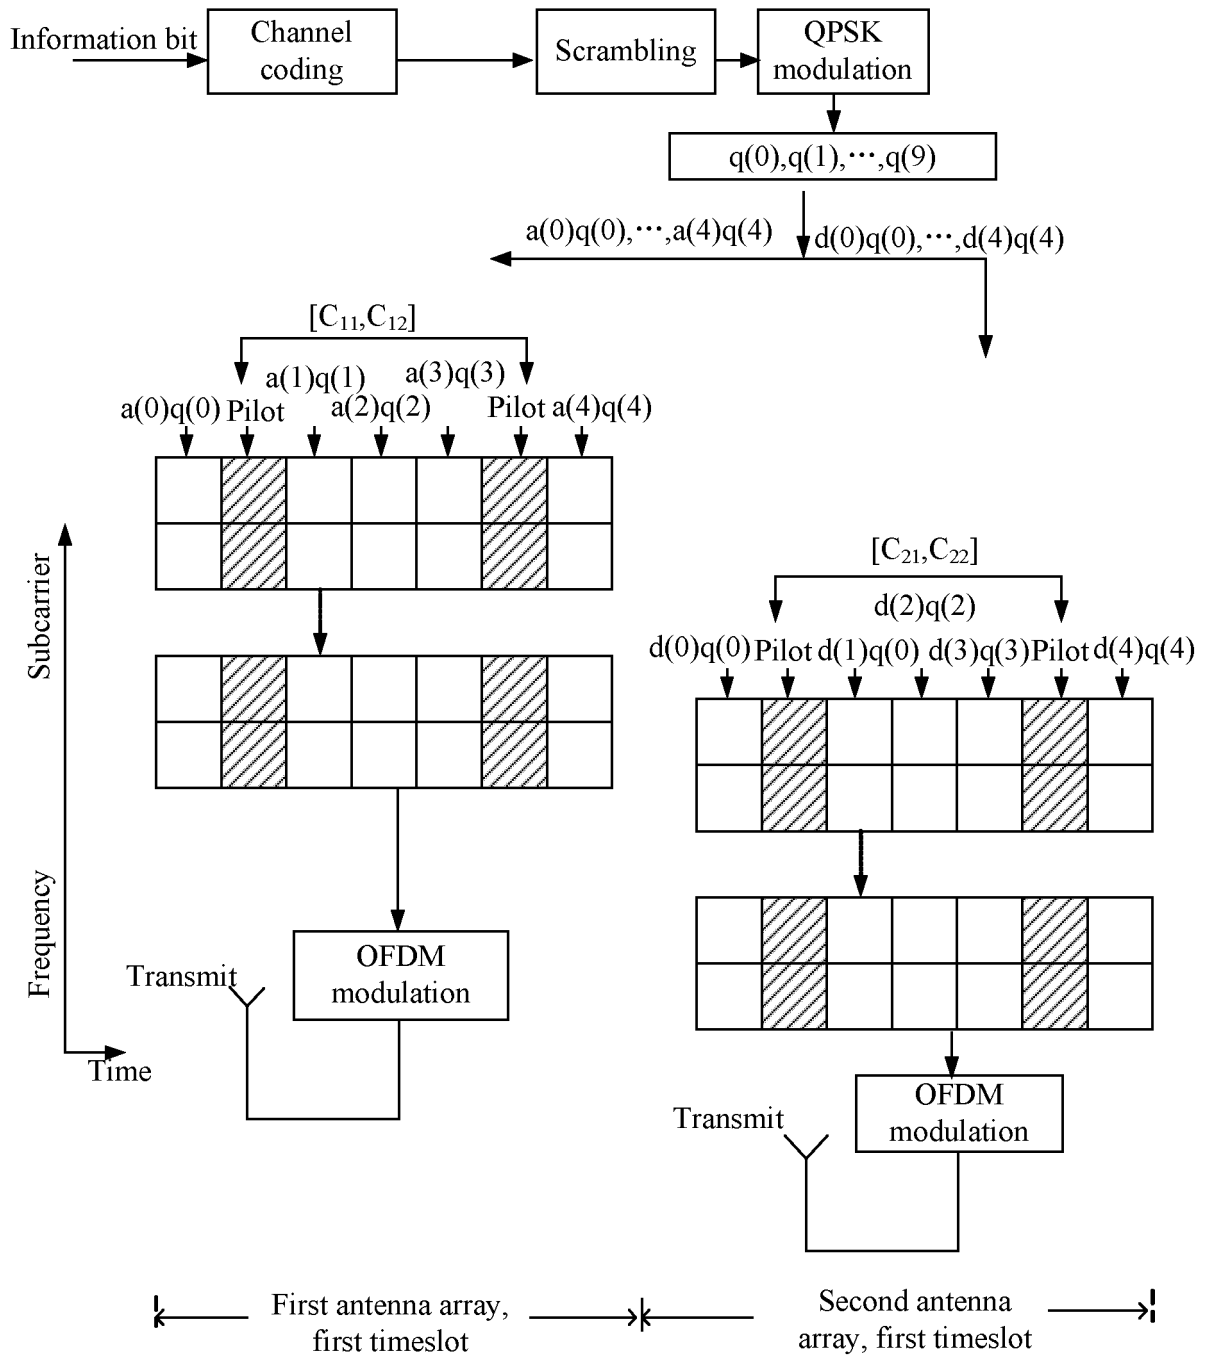 Information bit
Channel
coding
Scrambling
QPSK
modulation
q(0),q(1),···,q(9)
a(0)q(0),···,a(4)q(4)
d(0)q(0),···,d(4)q(4)
[C₁₁,C₁₂]
a(1)q(1)
a(3)q(3)
a(0)q(0) Pilot
a(2)q(2)
Pilot a(4)q(4)
Subcarrier
Frequency
Time
[C₂₁,C₂₂]
d(2)q(2)
d(0)q(0) Pilot d(1)q(0) d(3)q(3) Pilot d(4)q(4)
OFDM
modulation
Transmit
OFDM
modulation
Transmit
First antenna array,
first timeslot
Second antenna
array, first timeslot